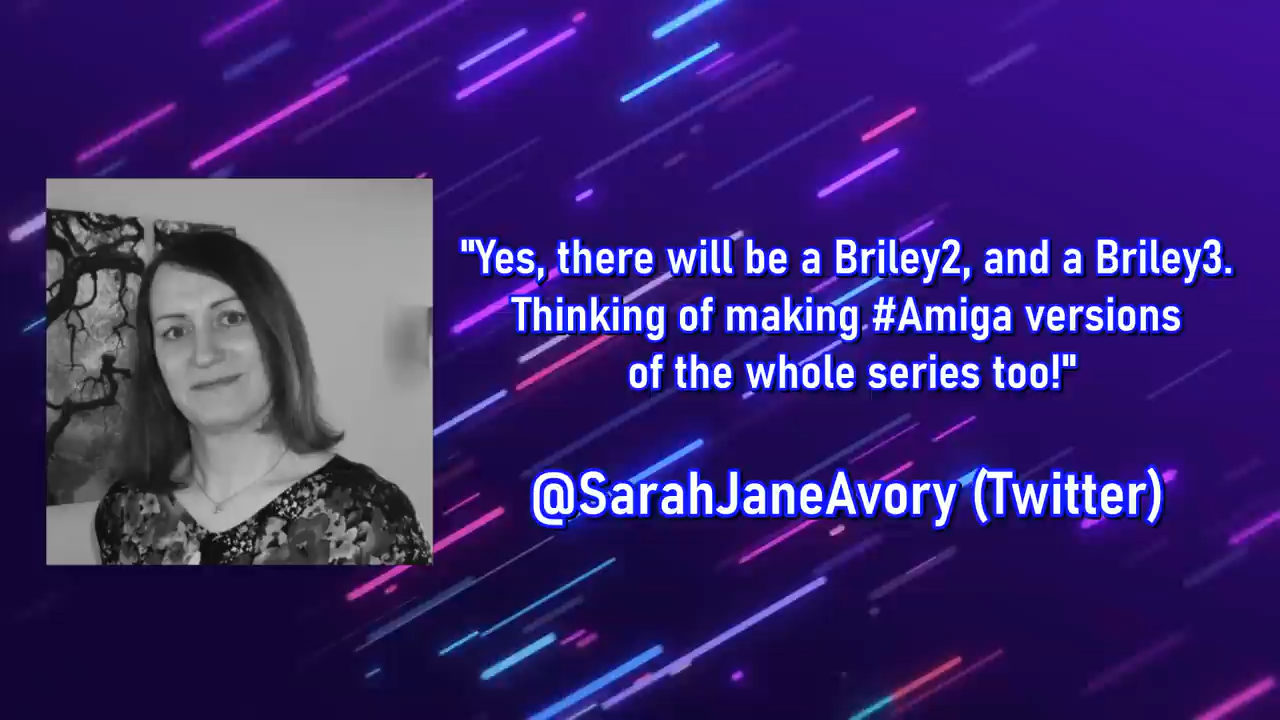 "Yes, there will be a Briley2, and a Briley3.
Thinking of making #Amiga versions
of the whole series too!"
@SarahJaneAvory (Twitter)